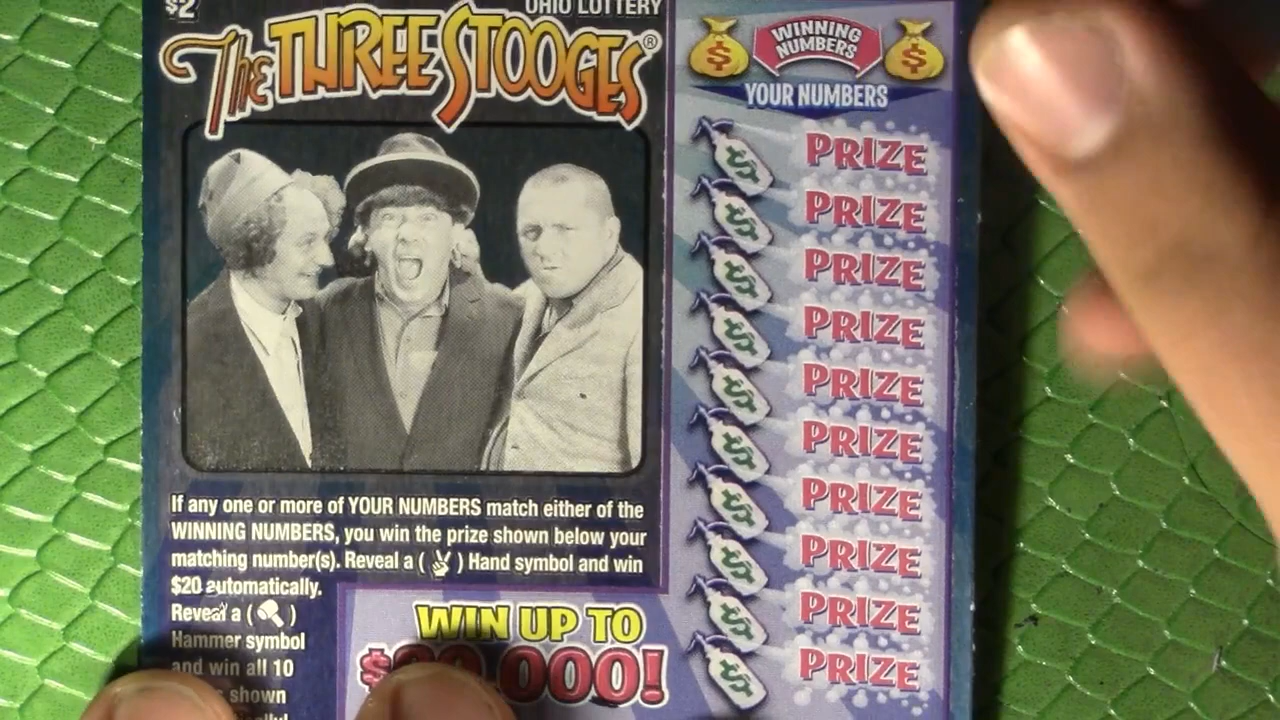 $2
OHIO LOTTERY
The THREE STOOGES®
If any one or more of YOUR NUMBERS match either of the
WINNING NUMBERS, you win the prize shown below your
matching number(s). Reveal a ( ) Hand symbol and win
$20 automatically.
Reveal a ( )
Hammer symbol
and win all 10
shown
WIN UP TO
,000!
$ WINNING NUMBERS $
YOUR NUMBERS
$ PRIZE
$ PRIZE
$ PRIZE
$ PRIZE
$ PRIZE
$ PRIZE
$ PRIZE
$ PRIZE
$ PRIZE
$ PRIZE